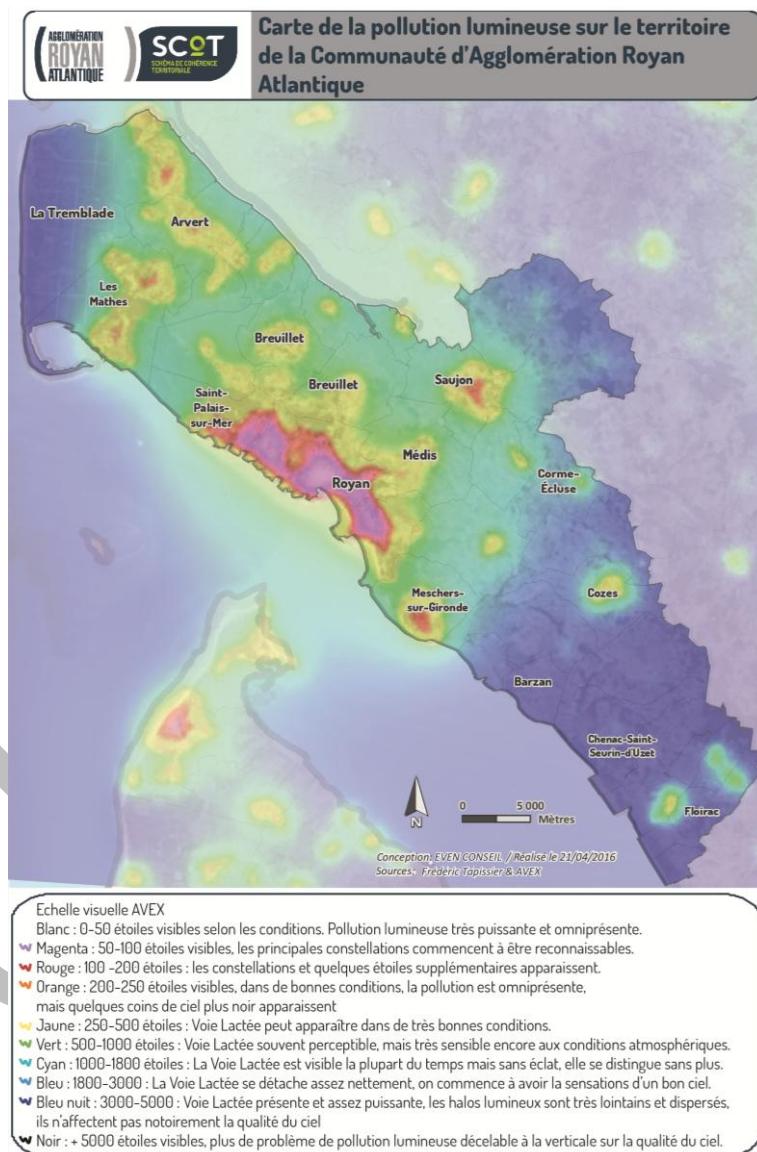 AGGLOMÉRATION
ROYAN
ATLANTIQUE
SCOT
SCHÉMA DE COHÉRENCE
TERRITORIALE
Carte de la pollution lumineuse sur le territoire
de la Communauté d'Agglomération Royan
Atlantique
La Tremblade
Arvert
Les
Mathes
Breuillet
Breuillet
Saujon
Saint-
Palais-
sur-Mer
Médis
Royan
Corme-
Écluse
Meschers-
sur-Gironde
Cozes
Barzan
Chenac-Saint-
Seurin-d'Uzet
Floirac
N
0 5 000
Mètres
Conception: EVEN CONSEIL / Réalisé le 21/04/2016
Sources : Frédéric Tapissier & AVEX
Echelle visuelle AVEX
Blanc : 0-50 étoiles visibles selon les conditions. Pollution lumineuse très puissante et omniprésente.
Magenta : 50-100 étoiles visibles, les principales constellations commencent à être reconnaissables.
Rouge : 100 -200 étoiles : les constellations et quelques étoiles supplémentaires apparaissent.
Orange : 200-250 étoiles visibles, dans de bonnes conditions, la pollution est omniprésente,
mais quelques coins de ciel plus noir apparaissent
Jaune : 250-500 étoiles : Voie Lactée peut apparaître dans de très bonnes conditions.
Vert : 500-1000 étoiles : Voie Lactée souvent perceptible, mais très sensible encore aux conditions atmosphériques.
Cyan : 1000-1800 étoiles : La Voie Lactée est visible la plupart du temps mais sans éclat, elle se distingue sans plus.
Bleu : 1800-3000 : La Voie Lactée se détache assez nettement, on commence à avoir la sensations d'un bon ciel.
Bleu nuit : 3000-5000 : Voie Lactée présente et assez puissante, les halos lumineux sont très lointains et dispersés,
ils n'affectent pas notoirement la qualité du ciel
Noir : + 5000 étoiles visibles, plus de problème de pollution lumineuse décelable à la verticale sur la qualité du ciel.